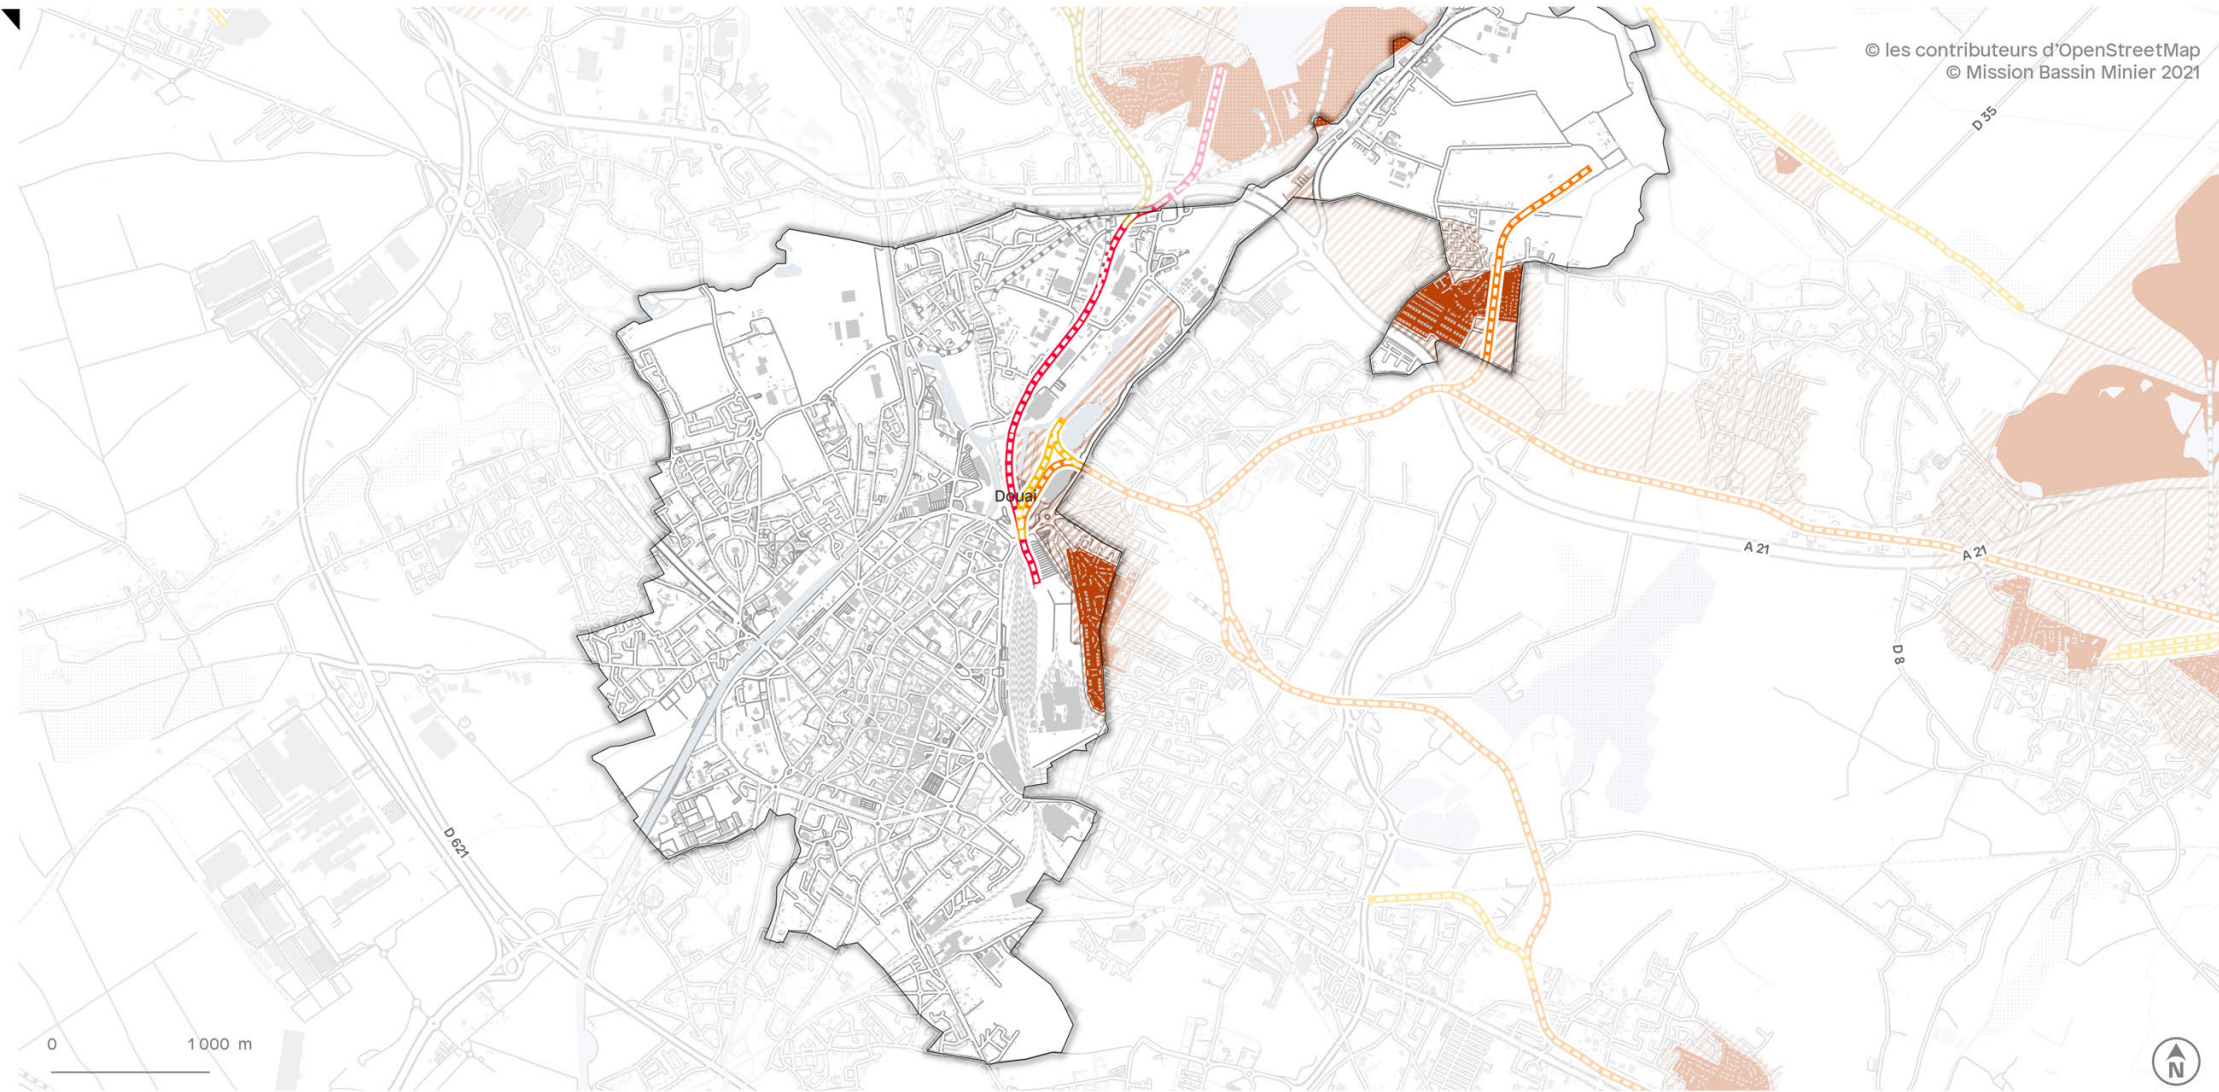 © les contributeurs d'OpenStreetMap
© Mission Bassin Minier 2021
D 35
Douai
A 21
A 21
D 8
D 621
0 1 000 m
N